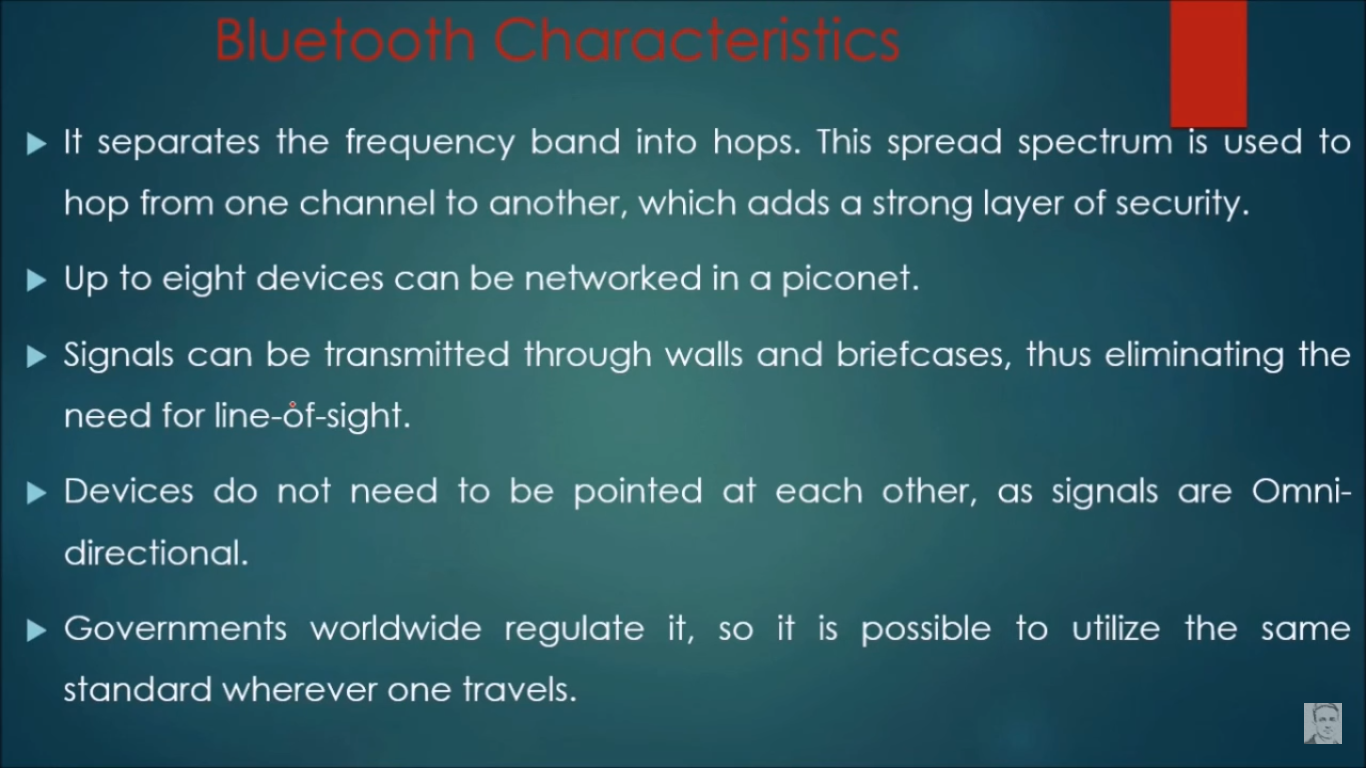 Bluetooth Characteristics
It separates the frequency band into hops. This spread spectrum is used to
hop from one channel to another, which adds a strong layer of security.
Up to eight devices can be networked in a piconet.
Signals can be transmitted through walls and briefcases, thus eliminating the
need for line-of-sight.
Devices do not need to be pointed at each other, as signals are Omni-
directional.
Governments worldwide regulate it, so it is possible to utilize the same
standard wherever one travels.